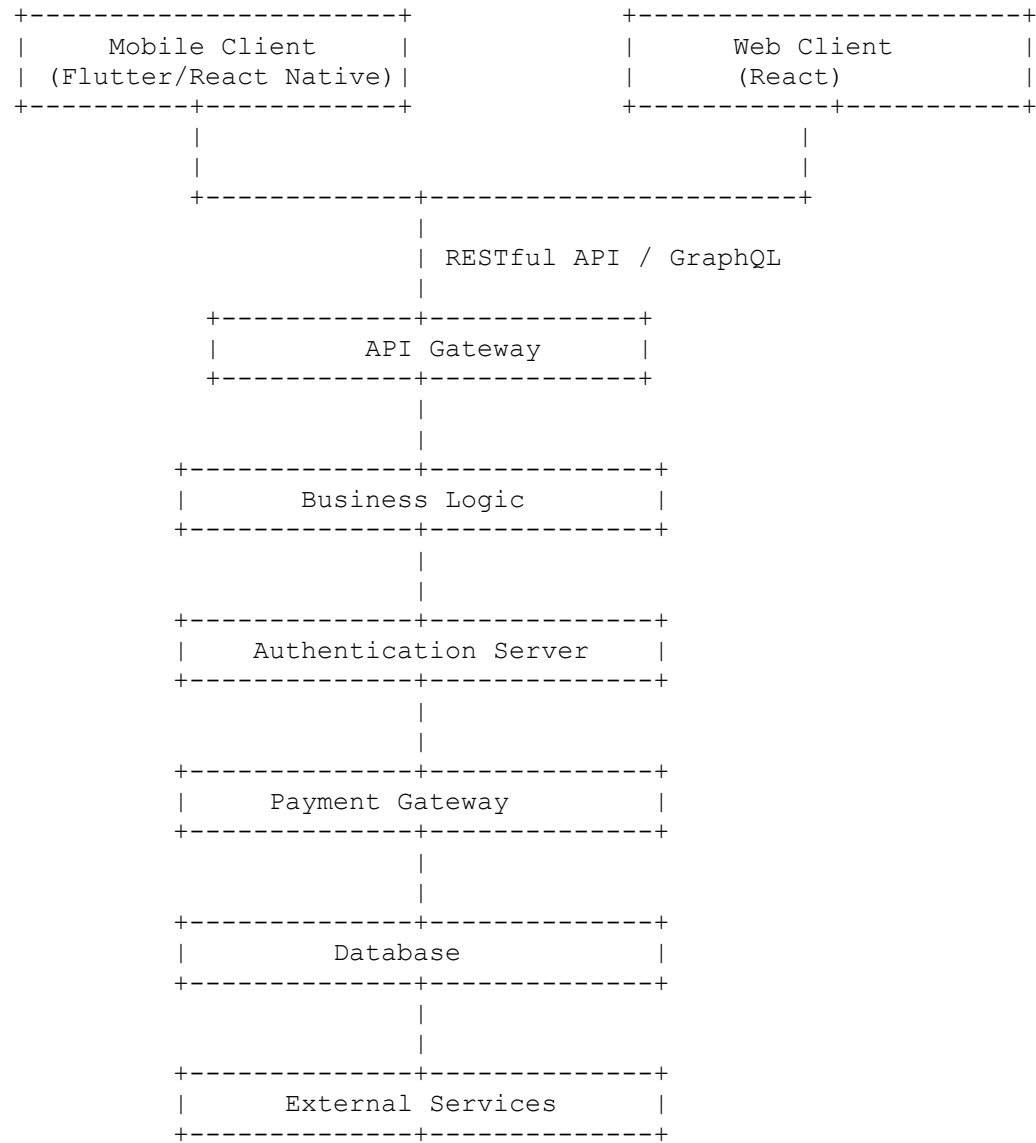 Mobile Client
(Flutter/React Native)
Web Client
(React)
RESTful API / GraphQL
API Gateway
Business Logic
Authentication Server
Payment Gateway
Database
External Services